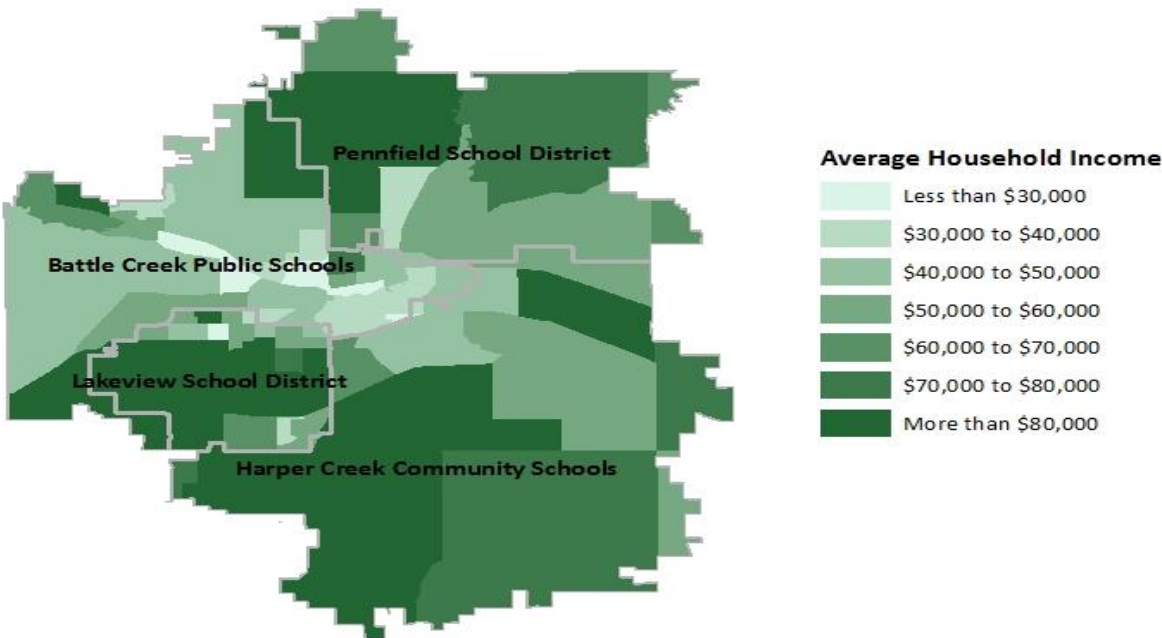 Pennfield School District
Battle Creek Public Schools
Lakeview School District
Harper Creek Community Schools
Average Household Income
Less than $30,000
$30,000 to $40,000
$40,000 to $50,000
$50,000 to $60,000
$60,000 to $70,000
$70,000 to $80,000
More than $80,000